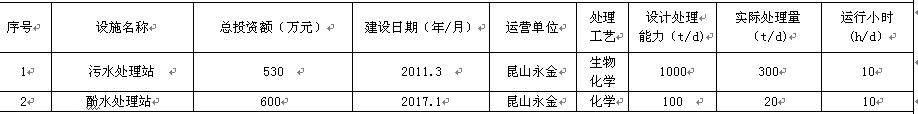 序号 设施名称 总投资额（万元） 建设日期（年/月） 运营单位 处理工艺 设计处理能力（t/d） 实际处理量（t/d） 运行小时（h/d）
1 污水处理站 530 2011.3 昆山永金 生物化学 1000 300 10
2 酚水处理站 600 2017.1 昆山永金 化学 100 20 10